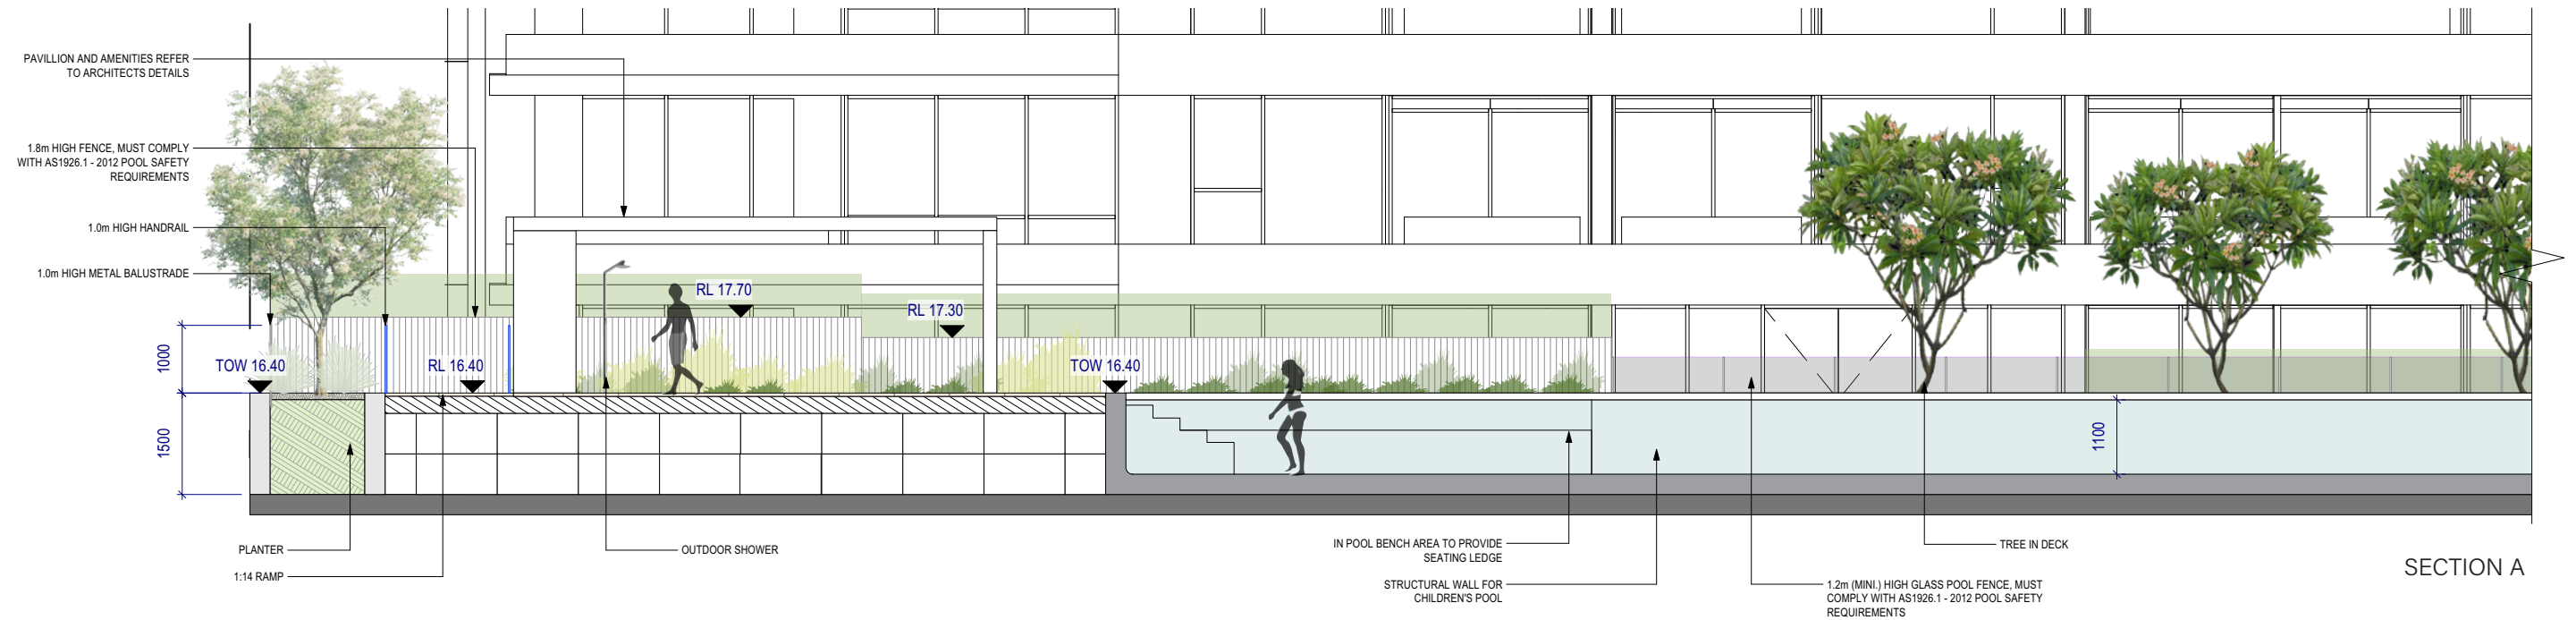 PAVILLION AND AMENITIES REFER
TO ARCHITECTS DETAILS
1.8m HIGH FENCE, MUST COMPLY
WITH AS1926.1 - 2012 POOL SAFETY
REQUIREMENTS
1.0m HIGH HANDRAIL
1.0m HIGH METAL BALUSTRADE
RL 17.70
RL 17.30
1000
TOW 16.40
RL 16.40
TOW 16.40
1500
1100
PLANTER
1:14 RAMP
OUTDOOR SHOWER
IN POOL BENCH AREA TO PROVIDE
SEATING LEDGE
STRUCTURAL WALL FOR
CHILDREN'S POOL
TREE IN DECK
1.2m (MINI.) HIGH GLASS POOL FENCE, MUST
COMPLY WITH AS1926.1 - 2012 POOL SAFETY
REQUIREMENTS
SECTION A